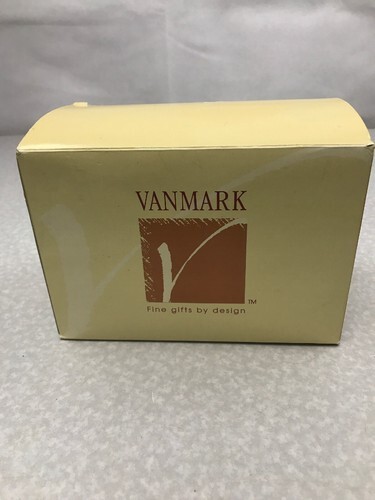 VANMARK
TM
Fine gifts by design